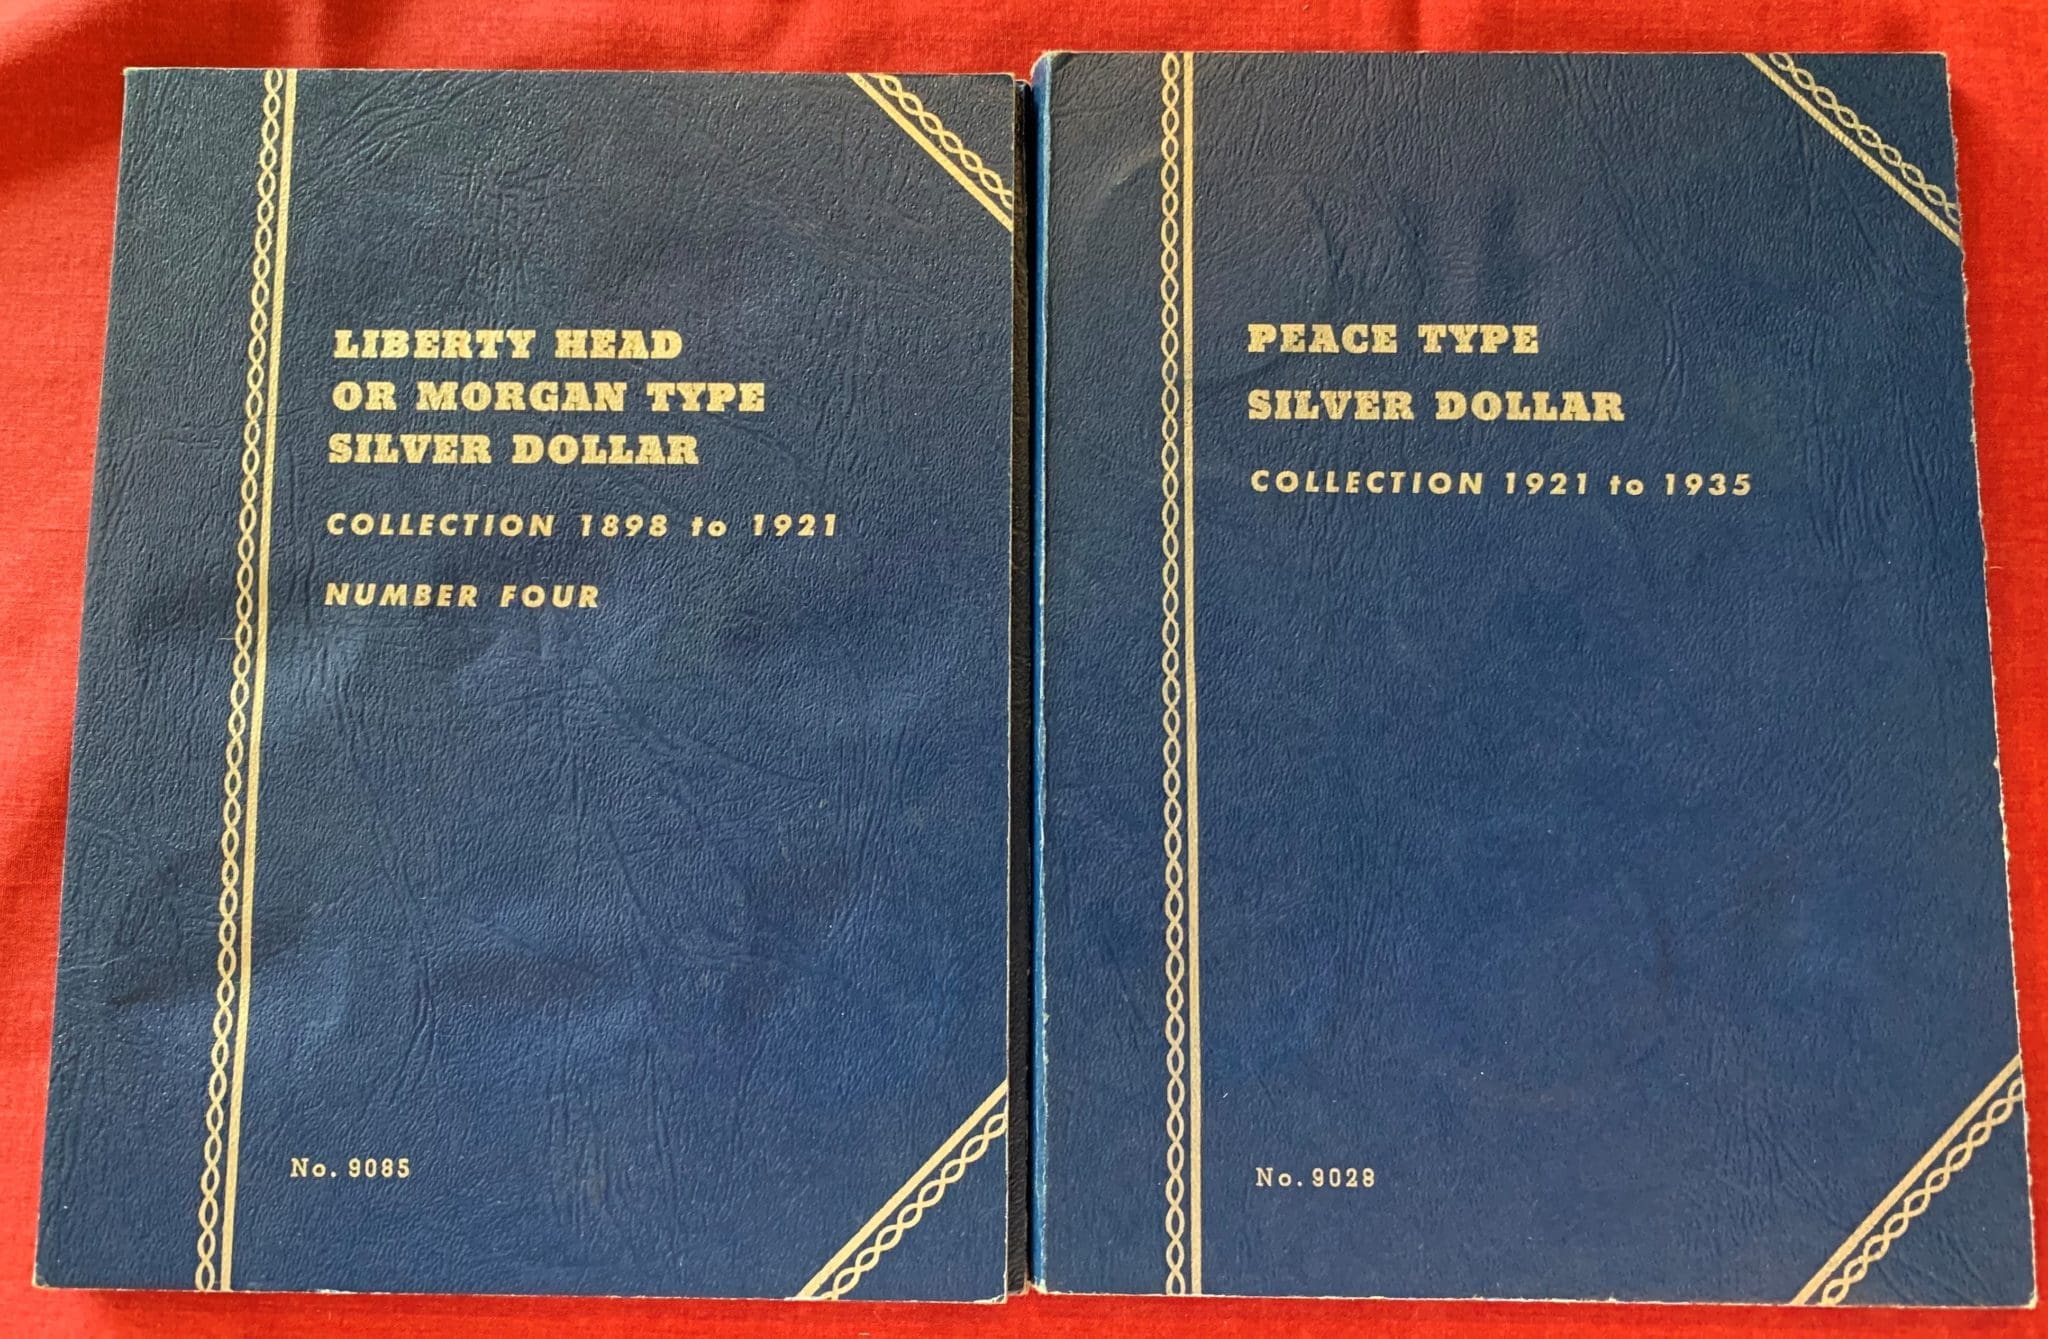 LIBERTY HEAD
OR MORGAN TYPE
SILVER DOLLAR
COLLECTION 1898 to 1921
NUMBER FOUR
No. 9085
PEACE TYPE
SILVER DOLLAR
COLLECTION 1921 to 1935
No. 9028